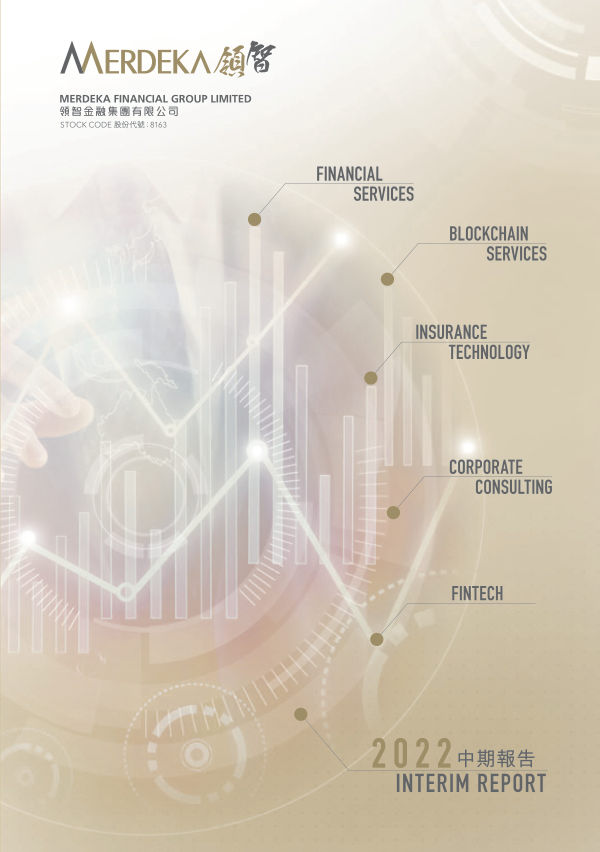 MERDEKA 領智
MERDEKA FINANCIAL GROUP LIMITED
領智金融集團有限公司
STOCK CODE 股份代號：8163
FINANCIAL
SERVICES
BLOCKCHAIN
SERVICES
INSURANCE
TECHNOLOGY
CORPORATE
CONSULTING
FINTECH
2022 中期報告
INTERIM REPORT